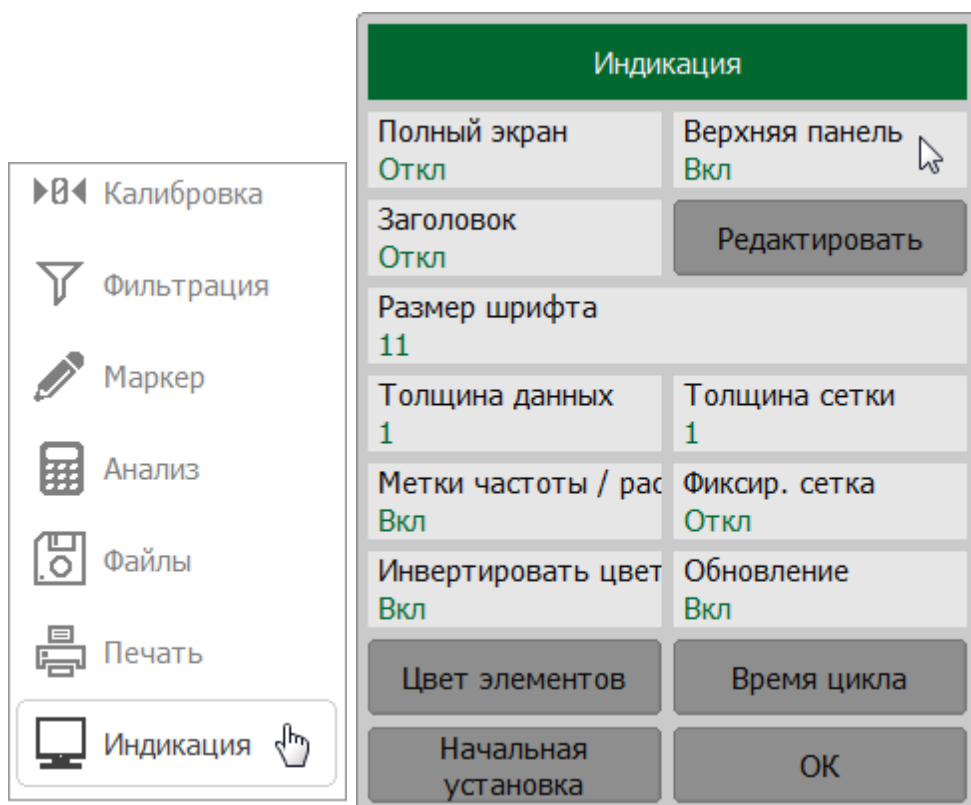 Калибровка
Фильтрация
Маркер
Анализ
Файлы
Печать
Индикация
Индикация
Полный экран
Откл
Верхняя панель
Вкл
Заголовок
Откл
Редактировать
Размер шрифта
11
Толщина данных
1
Толщина сетки
1
Метки частоты / рас
Вкл
Фиксир. сетка
Откл
Инвертировать цвет
Вкл
Обновление
Вкл
Цвет элементов
Время цикла
Начальная
установка
ОК